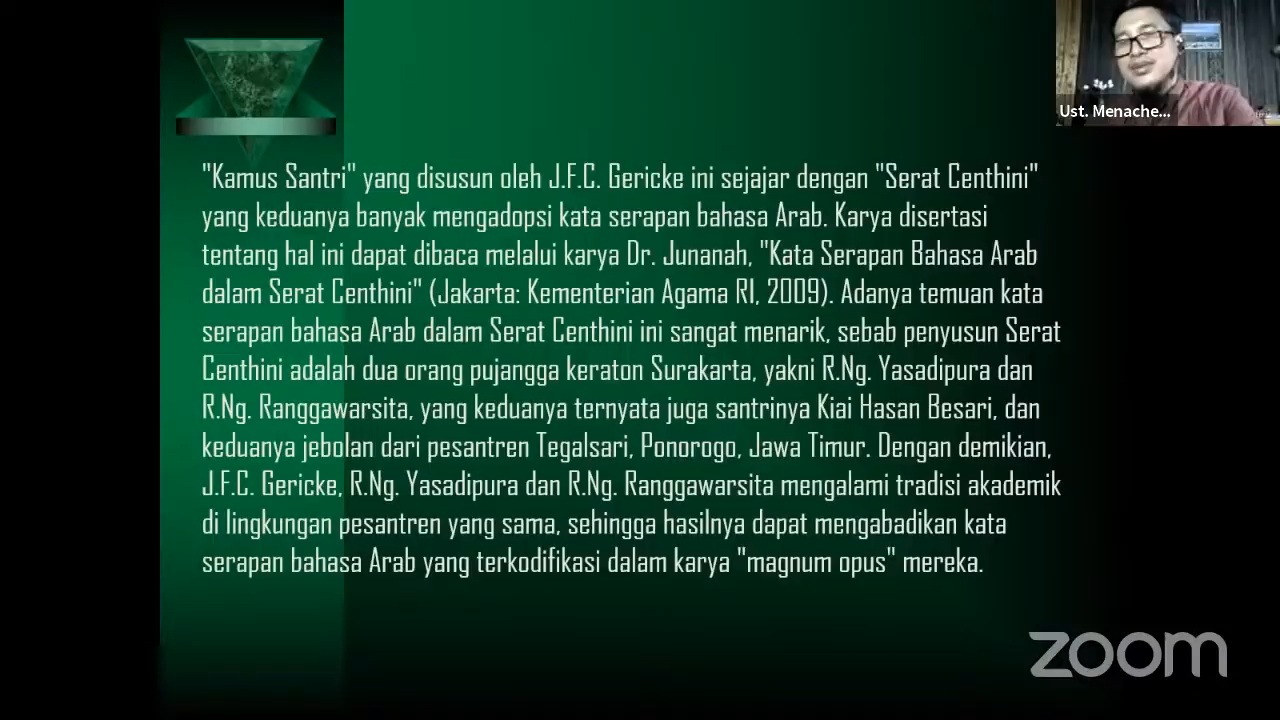 Ust. Menache...
"Kamus Santri" yang disusun oleh J.F.C. Gericke ini sejajar dengan "Serat Centhini"
yang keduanya banyak mengadopsi kata serapan bahasa Arab. Karya disertasi
tentang hal ini dapat dibaca melalui karya Dr. Junanah, "Kata Serapan Bahasa Arab
dalam Serat Centhini" (Jakarta: Kementerian Agama RI, 2009). Adanya temuan kata
serapan bahasa Arab dalam Serat Centhini ini sangat menarik, sebab penyusun Serat
Centhini adalah dua orang pujangga keraton Surakarta, yakni R.Ng. Yasadipura dan
R.Ng. Ranggawarsita, yang keduanya ternyata juga santrinya Kiai Hasan Besari, dan
keduanya jebolan dari pesantren Tegalsari, Ponorogo, Jawa Timur. Dengan demikian,
J.F.C. Gericke, R.Ng. Yasadipura dan R.Ng. Ranggawarsita mengalami tradisi akademik
di lingkungan pesantren yang sama, sehingga hasilnya dapat mengabadikan kata
serapan bahasa Arab yang terkodifikasi dalam karya "magnum opus" mereka.
zoom